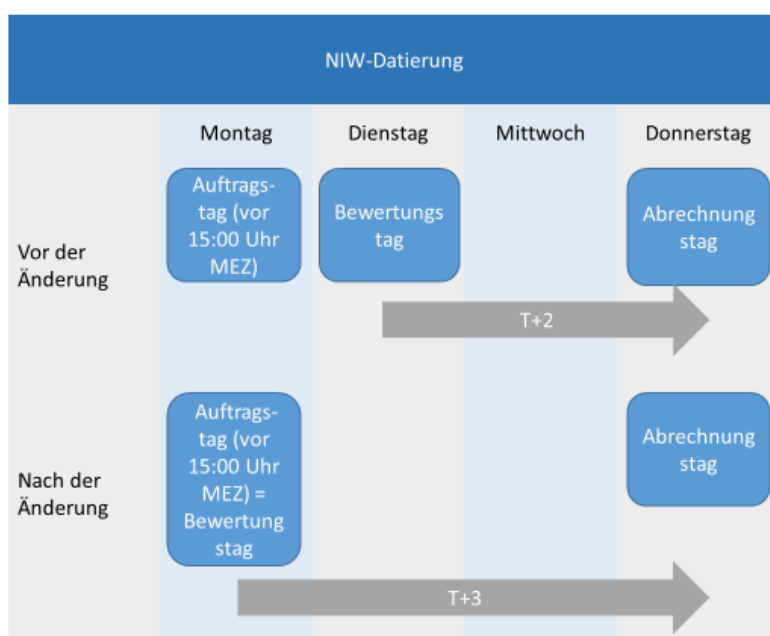 NIW-Datierung
Montag
Dienstag
Mittwoch
Donnerstag
Vor der
Änderung
Auftrags-
tag (vor
15:00 Uhr
MEZ)
Bewertungs
tag
Abrechnung
stag
T+2
Nach der
Änderung
Auftrags-
tag (vor
15:00 Uhr
MEZ) =
Bewertung
stag
Abrechnung
stag
T+3